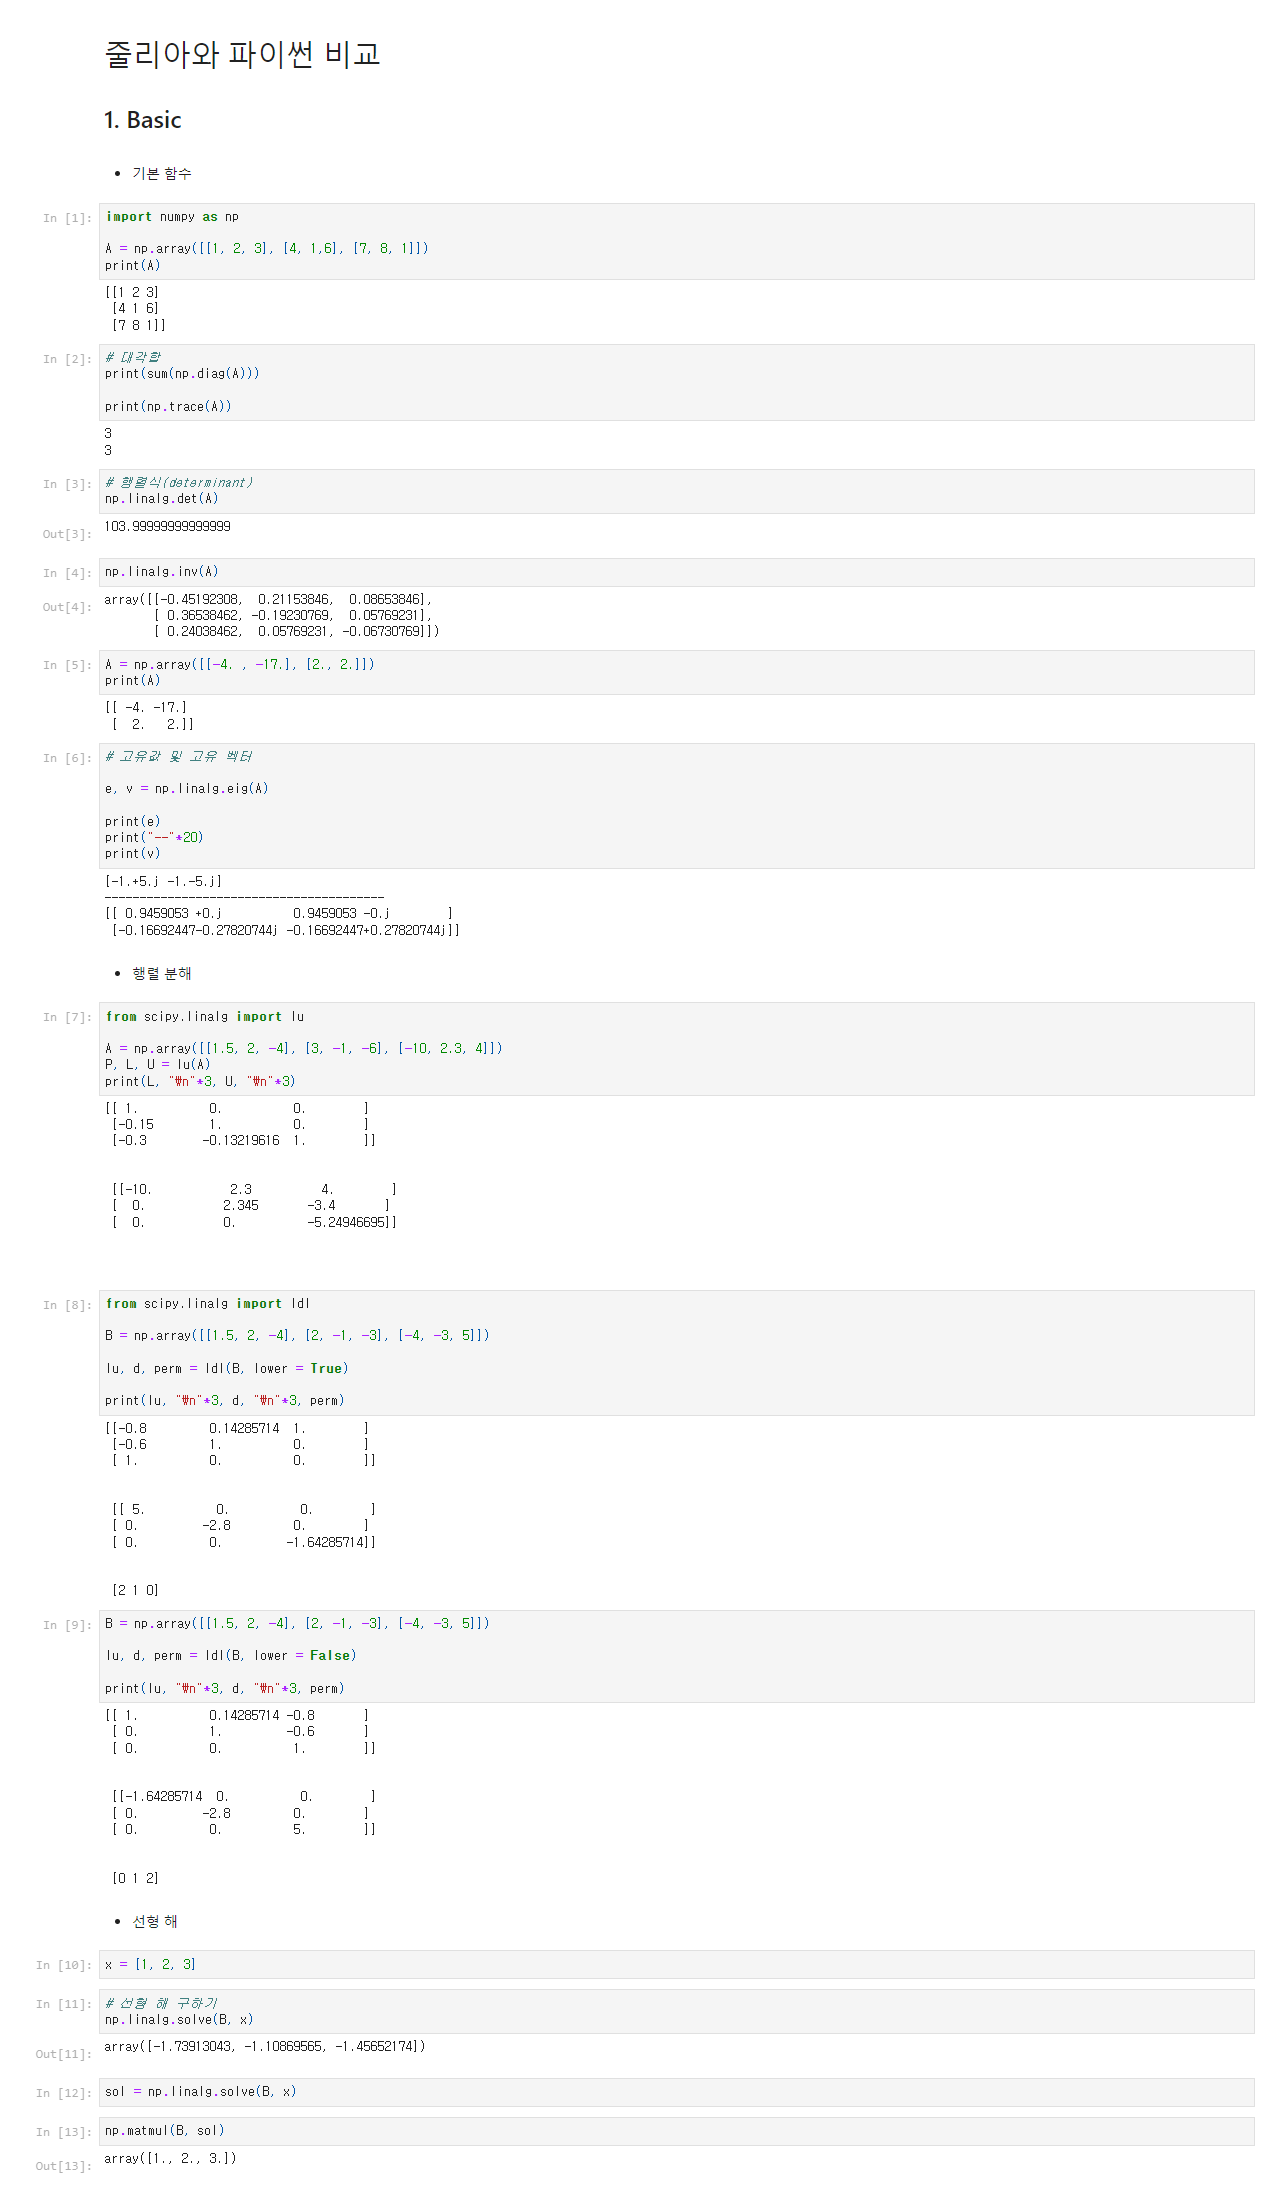 줄리아와 파이썬 비교
1. Basic
• 기본 함수
In [1]:
import numpy as np
A = np.array([[1, 2, 3], [4, 1,6], [7, 8, 1]])
print(A)
[[1 2 3]
 [4 1 6]
 [7 8 1]]
In [2]:
# 대각합
print(sum(np.diag(A)))
print(np.trace(A))
3
3
In [3]:
# 행렬식(determinant)
np.linalg.det(A)
Out[3]:
103.99999999999999
In [4]:
np.linalg.inv(A)
Out[4]:
array([[-0.45192308,  0.21153846,  0.08653846],
       [ 0.36538462, -0.19230769,  0.05769231],
       [ 0.24038462,  0.05769231, -0.06730769]])
In [5]:
A = np.array([[-4. , -17.], [2., 2.]])
print(A)
[[ -4. -17.]
 [  2.   2.]]
In [6]:
# 고유값 및 고유 벡터
e, v = np.linalg.eig(A)
print(e)
print("--"*20)
print(v)
[-1.+5.j -1.-5.j]
----------------------------------------
[[ 0.9459053 +0.j          0.9459053 -0.j        ]
 [-0.16692447-0.27820744j -0.16692447+0.27820744j]]
• 행렬 분해
In [7]:
from scipy.linalg import lu
A = np.array([[1.5, 2, -4], [3, -1, -6], [-10, 2.3, 4]])
P, L, U = lu(A)
print(L, "₩n"*3, U, "₩n"*3)
[[ 1.          0.          0.        ]
 [-0.15        1.          0.        ]
 [-0.3        -0.13219616  1.        ]]
 [[-10.           2.3          4.        ]
 [  0.           2.345       -3.4       ]
 [  0.           0.          -5.24946695]]
In [8]:
from scipy.linalg import ldl
B = np.array([[1.5, 2, -4], [2, -1, -3], [-4, -3, 5]])
lu, d, perm = ldl(B, lower = True)
print(lu, "₩n"*3, d, "₩n"*3, perm)
[[-0.8         0.14285714  1.        ]
 [-0.6         1.          0.        ]
 [ 1.          0.          0.        ]]
 [[ 5.          0.          0.        ]
 [ 0.         -2.8         0.        ]
 [ 0.          0.         -1.64285714]]
 [2 1 0]
In [9]:
B = np.array([[1.5, 2, -4], [2, -1, -3], [-4, -3, 5]])
lu, d, perm = ldl(B, lower = False)
print(lu, "₩n"*3, d, "₩n"*3, perm)
[[ 1.          0.14285714 -0.8       ]
 [ 0.          1.         -0.6       ]
 [ 0.          0.          1.        ]]
 [[-1.64285714  0.          0.        ]
 [ 0.         -2.8         0.        ]
 [ 0.          0.          5.        ]]
 [0 1 2]
• 선형 해
In [10]:
x = [1, 2, 3]
In [11]:
# 선형 해 구하기
np.linalg.solve(B, x)
Out[11]:
array([-1.73913043, -1.10869565, -1.45652174])
In [12]:
sol = np.linalg.solve(B, x)
In [13]:
np.matmul(B, sol)
Out[13]:
array([1., 2., 3.])